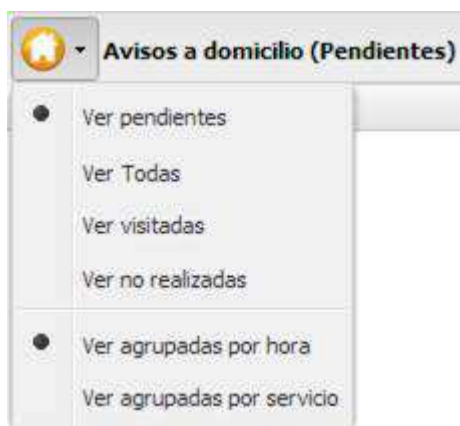 Avisos a domicilio (Pendientes)
Ver pendientes
Ver Todas
Ver visitadas
Ver no realizadas
Ver agrupadas por hora
Ver agrupadas por servicio